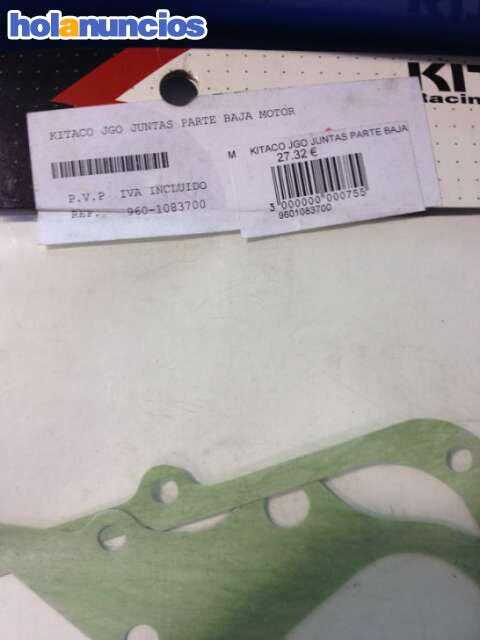 holanuncios
KIT
Racin
KITACO JGO JUNTAS PARTE BAJA MOTOR
P.V.P IVA INCLUIDO
REF. 960-1083700
M
KITACO JGO JUNTAS PARTE BAJA
27.32 €
3 000000 000755
9601083700